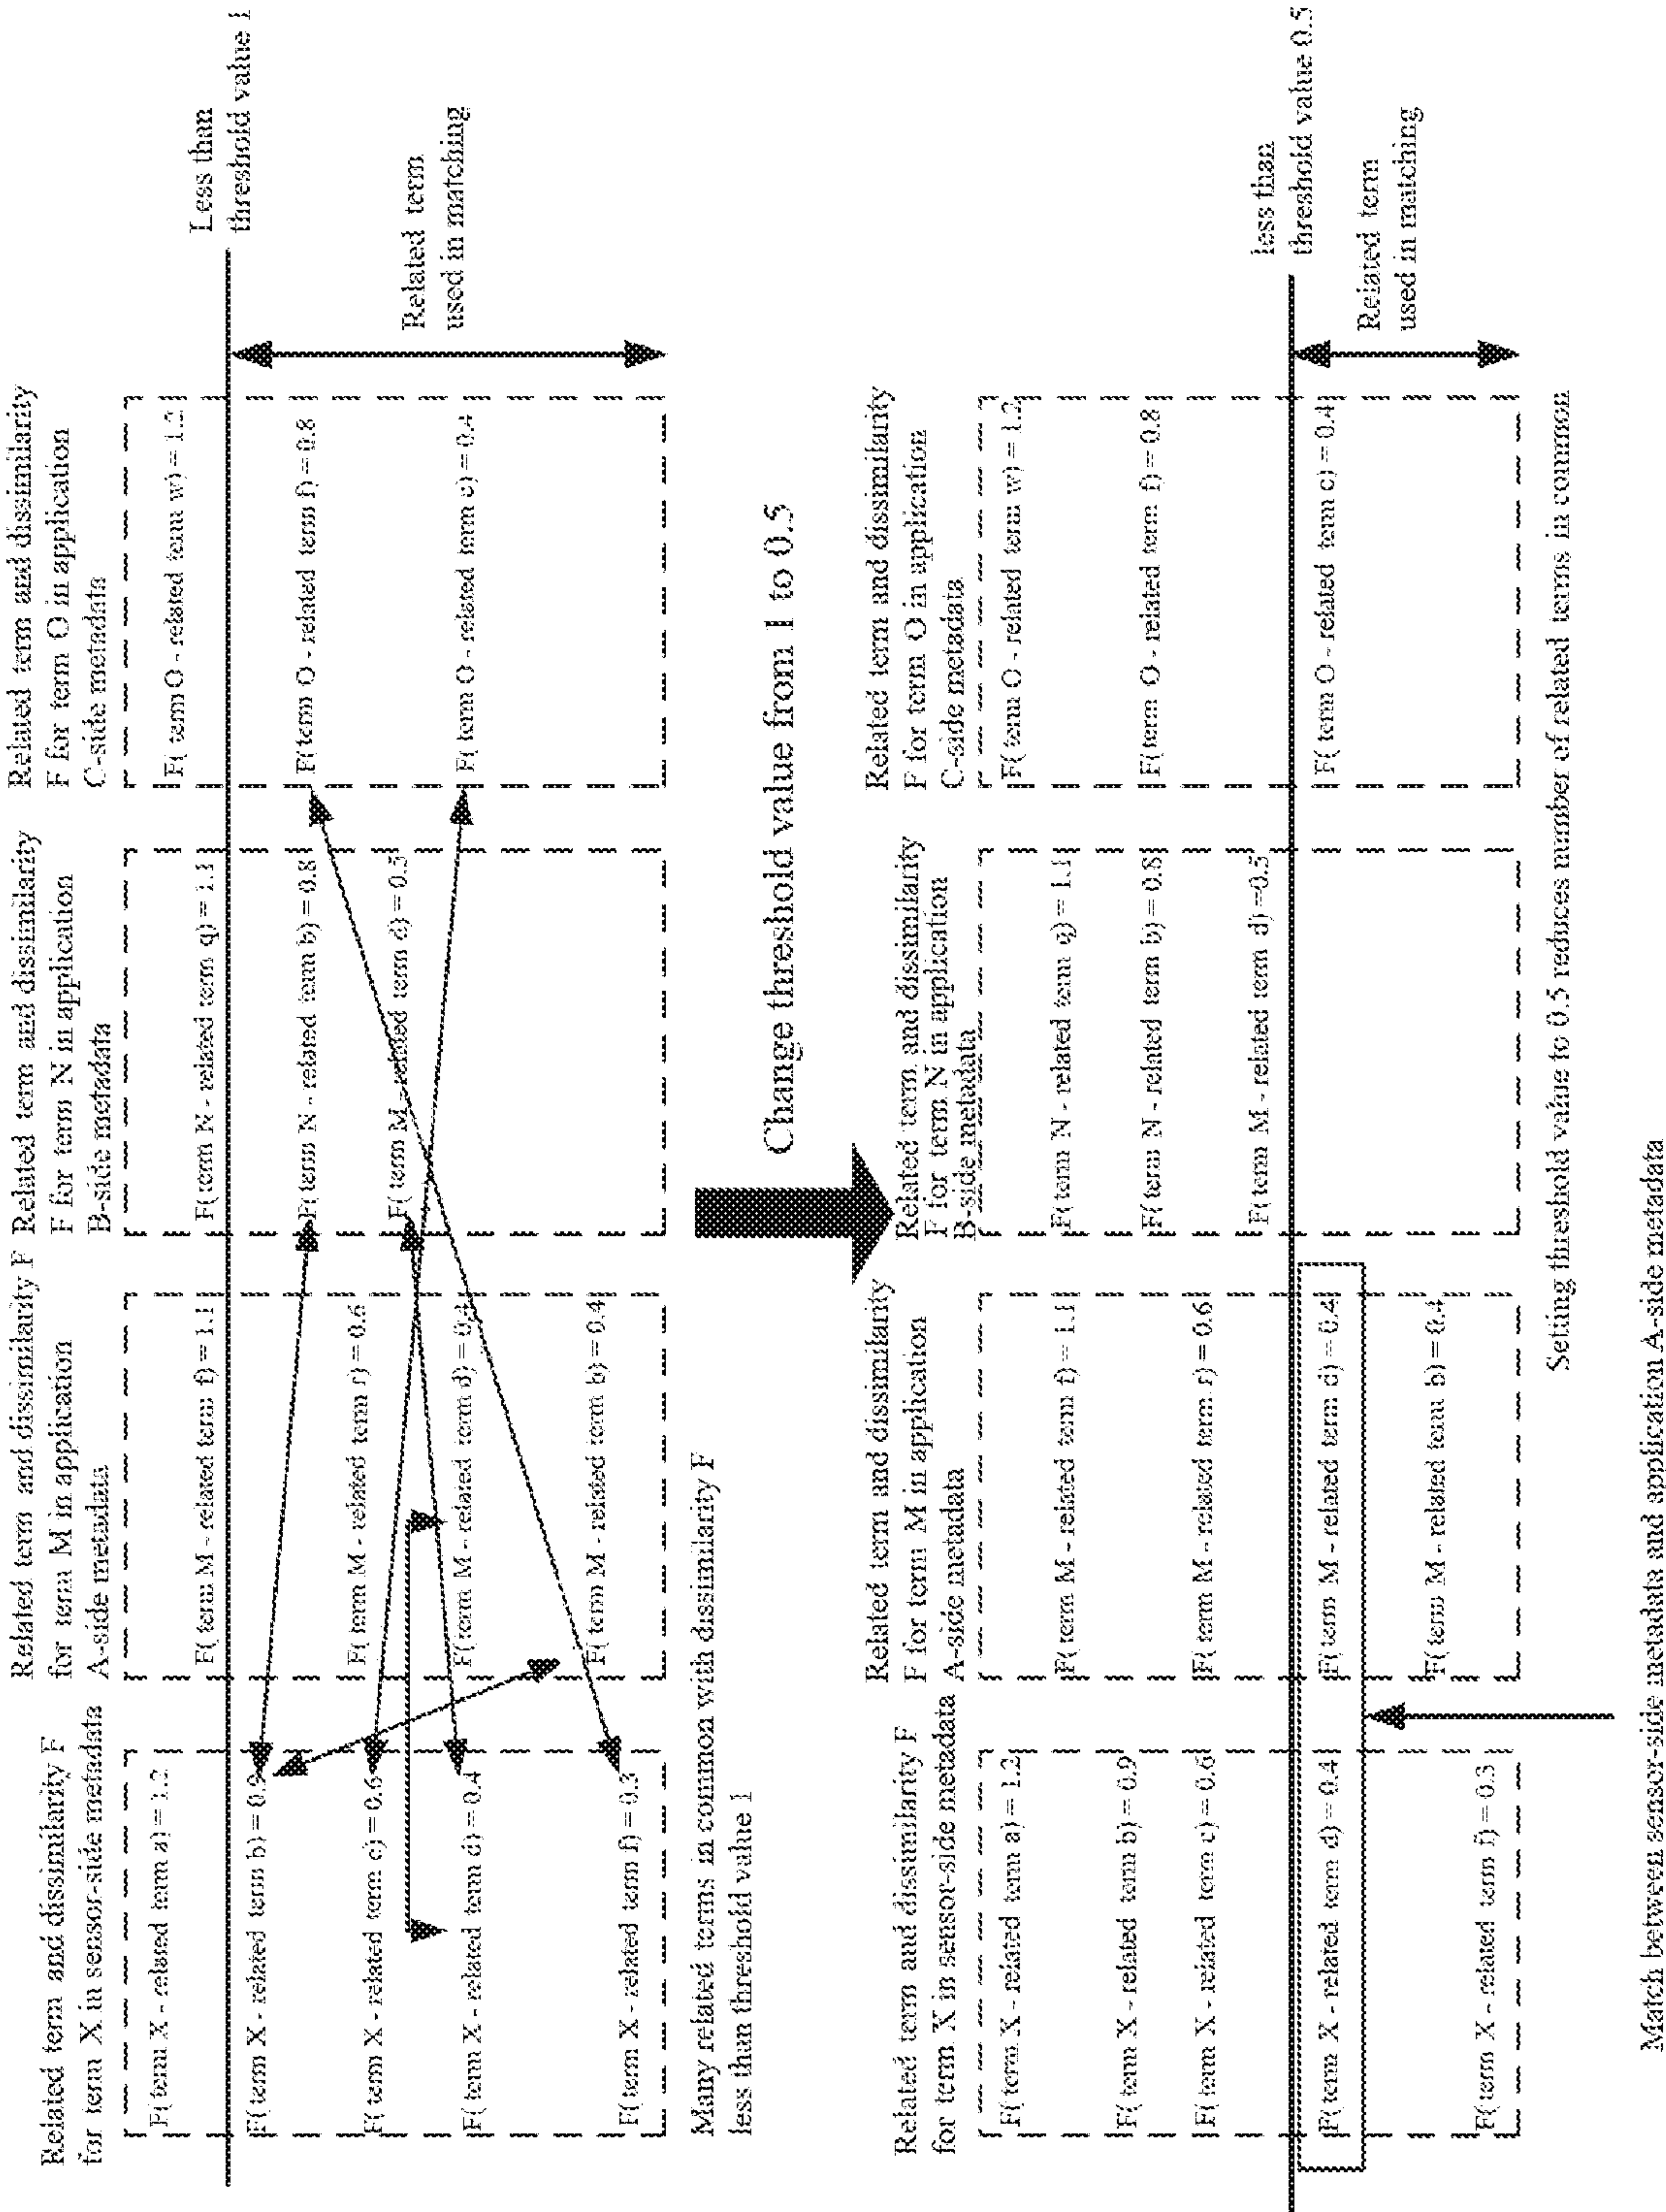 Related term and dissimilarity F
for term X in sensor-side metadata
F( term X - related term a) = 1.2
F( term X - related term b) = 0.9
F( term X - related term c) = 0.6
F( term X - related term d) = 0.4
F( term X - related term f) = 0.3
Related term and dissimilarity F
for term M in application
A-side metadata
F( term M - related term f) = 1.1
F( term M - related term r) = 0.6
F( term M - related term d) = 0.4
F( term M - related term b) = 0.4
Related term and dissimilarity
F for term N in application
B-side metadata
F( term N - related term q) = 1.1
F( term N - related term b) = 0.8
F( term M - related term d) = 0.5
Related term and dissimilarity
F for term O in application
C-side metadata
F( term O - related term w) = 1.2
F( term O - related term f) = 0.8
F( term O - related term c) = 0.4
Less than
threshold value 1
Related term
used in matching
Many related terms in common with dissimilarity F
less than threshold value 1
Change threshold value from 1 to 0.5
Related term and dissimilarity F
for term X in sensor-side metadata
F( term X - related term a) = 1.2
F( term X - related term b) = 0.9
F( term X - related term c) = 0.6
F( term X - related term d) = 0.4
F( term X - related term f) = 0.3
Related term and dissimilarity
F for term M in application
A-side metadata
F( term M - related term f) = 1.1
F( term M - related term r) = 0.6
F( term M - related term d) = 0.4
F( term M - related term b) = 0.4
Related term and dissimilarity
F for term N in application
B-side metadata
F( term N - related term q) = 1.1
F( term N - related term b) = 0.8
F( term M - related term d) =0.5
Related term and dissimilarity
F for term O in application
C-side metadata
F( term O - related term w) = 1.2
F( term O - related term f) = 0.8
F( term O - related term c) = 0.4
less than
threshold value 0.5
Related term
used in matching
Setting threshold value to 0.5 reduces number of related terms in common
Match between sensor-side metadata and application A-side metadata